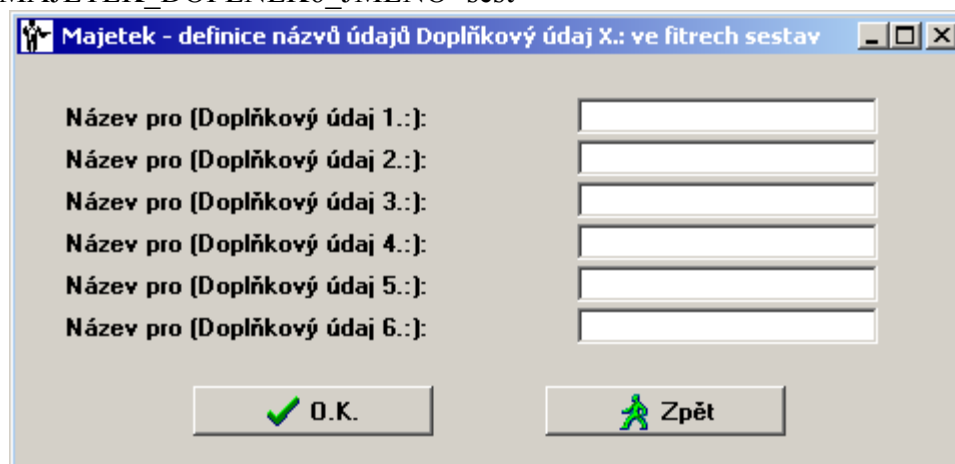 Majetek - definice názvů údajů Doplňkový údaj X.: ve fitrech sestav
Název pro (Doplňkový údaj 1.:):
Název pro (Doplňkový údaj 2.:):
Název pro (Doplňkový údaj 3.:):
Název pro (Doplňkový údaj 4.:):
Název pro (Doplňkový údaj 5.:):
Název pro (Doplňkový údaj 6.:):
O.K. Zpět